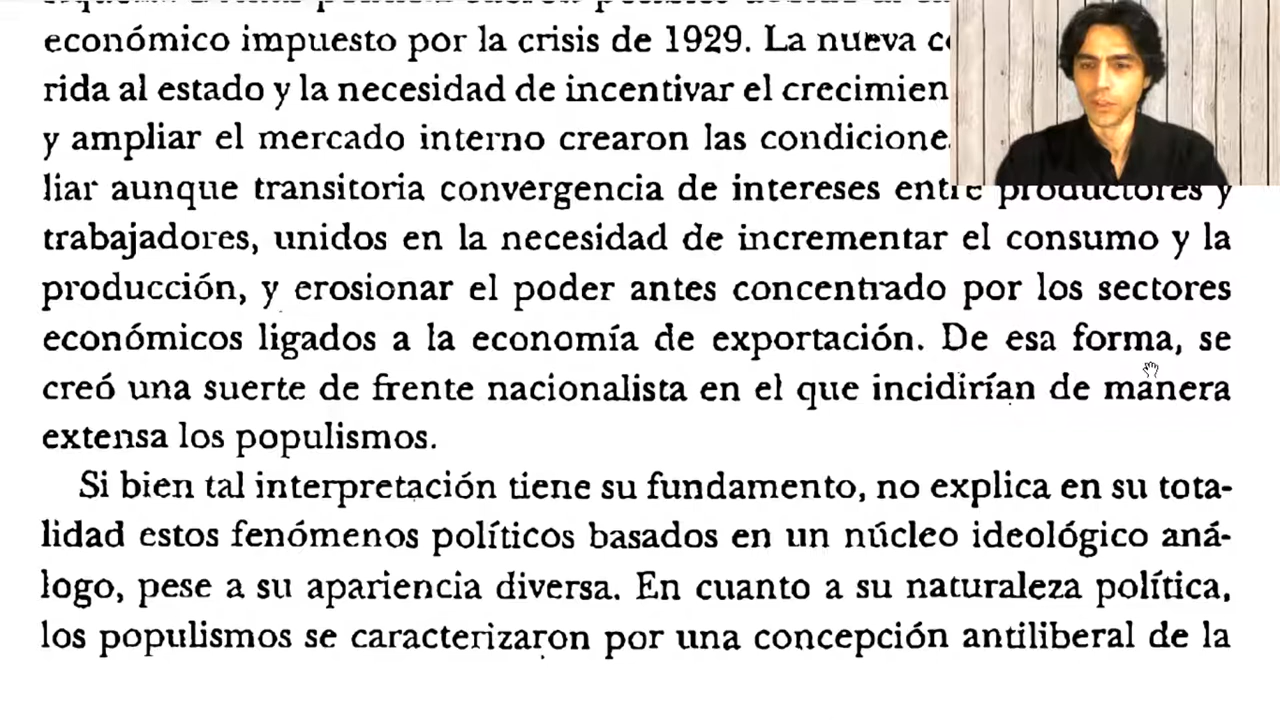 económico impuesto por la crisis de 1929. La nueva
rida al estado y la necesidad de incentivar el
y ampliar el mercado interno crearon las
liar aunque transitoria convergencia de intereses entre productores y
trabajadores, unidos en la necesidad de incrementar el consumo y la
producción, y erosionar el poder antes concentrado por los sectores
económicos ligados a la economía de exportación. De esa forma, se
creó una suerte de frente nacionalista en el que incidirían de manera
extensa los populismos.
Si bien tal interpretación tiene su fundamento, no explica en su tota-
lidad estos fenómenos políticos basados en un núcleo ideológico aná-
logo, pese a su apariencia diversa. En cuanto a su naturaleza política,
los populismos se caracterizaron por una concepción antiliberal de la